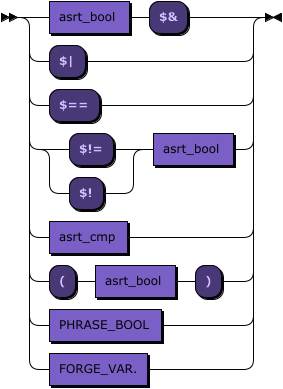 asrt_bool $&
$|
$==
$!= asrt_bool
$!
asrt_cmp
( asrt_bool )
PHRASE_BOOL
FORGE_VAR.